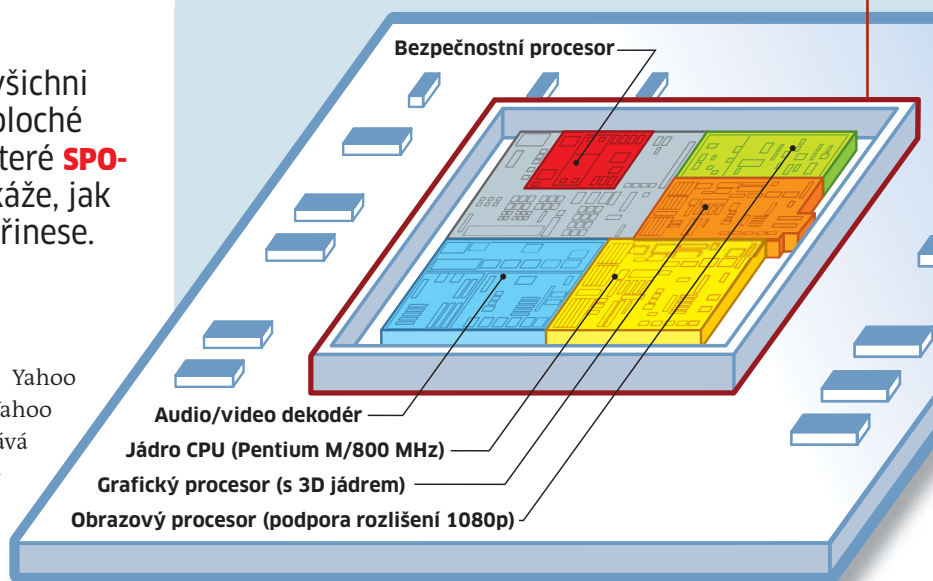 všichni
ploché
které SPO-
káže, jak
přinese.
Yahoo
Yahoo
Bezpečnostní procesor
Audio/video dekodér
Jádro CPU (Pentium M/800 MHz)
Grafický procesor (s 3D jádrem)
Obrazový procesor (podpora rozlišení 1080p)